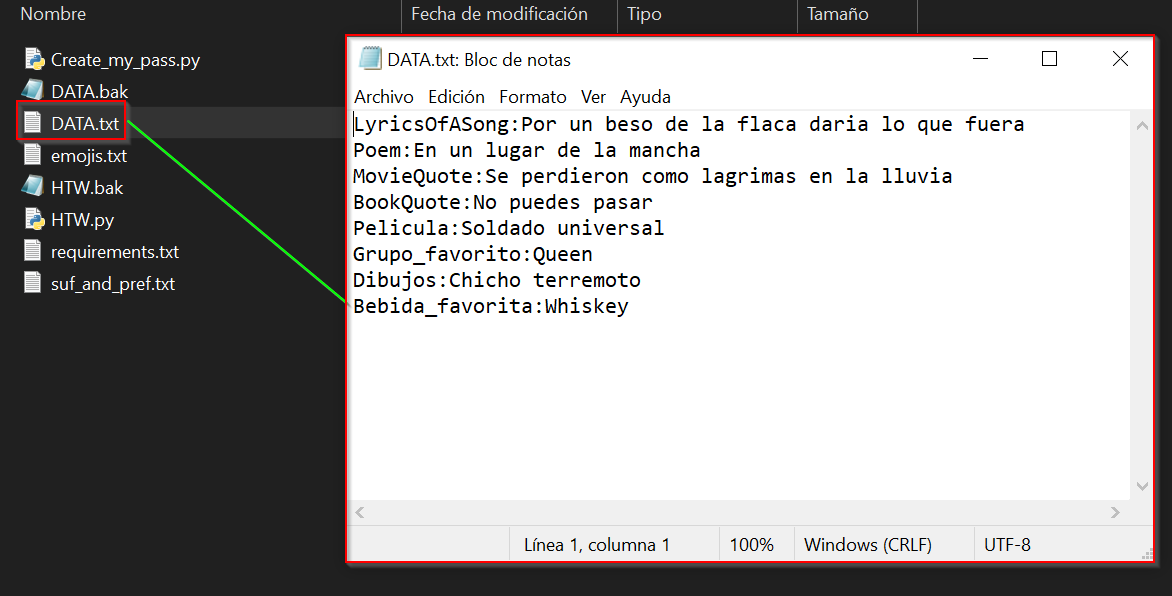 Nombre
Fecha de modificación
Tipo
Tamaño
Create_my_pass.py
DATA.bak
DATA.txt
emojis.txt
HTW.bak
HTW.py
requirements.txt
suf_and_pref.txt
DATA.txt: Bloc de notas
Archivo Edición Formato Ver Ayuda
LyricsOfASong:Por un beso de la flaca daria lo que fuera
Poem:En un lugar de la mancha
MovieQuote:Se perdieron como lagrimas en la lluvia
BookQuote:No puedes pasar
Pelicula:Soldado universal
Grupo_favorito:Queen
Dibujos:Chicho terremoto
Bebida_favorita:Whiskey
Línea 1, columna 1
100%
Windows (CRLF)
UTF-8